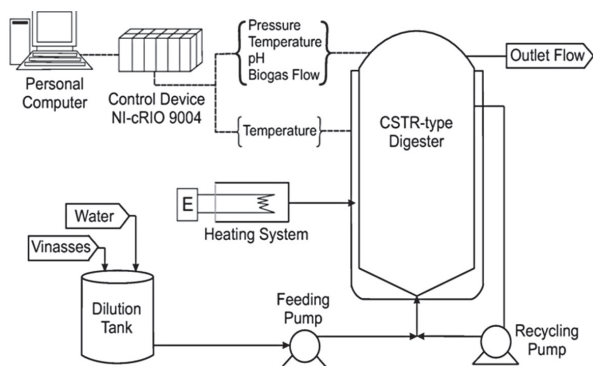 Pressure
Temperature
pH
Biogas Flow
Outlet Flow
Personal
Computer
Control Device
NI-cRIO 9004
Temperature
CSTR-type
Digester
E
Heating System
Water
Vinasses
Dilution
Tank
Feeding
Pump
Recycling
Pump